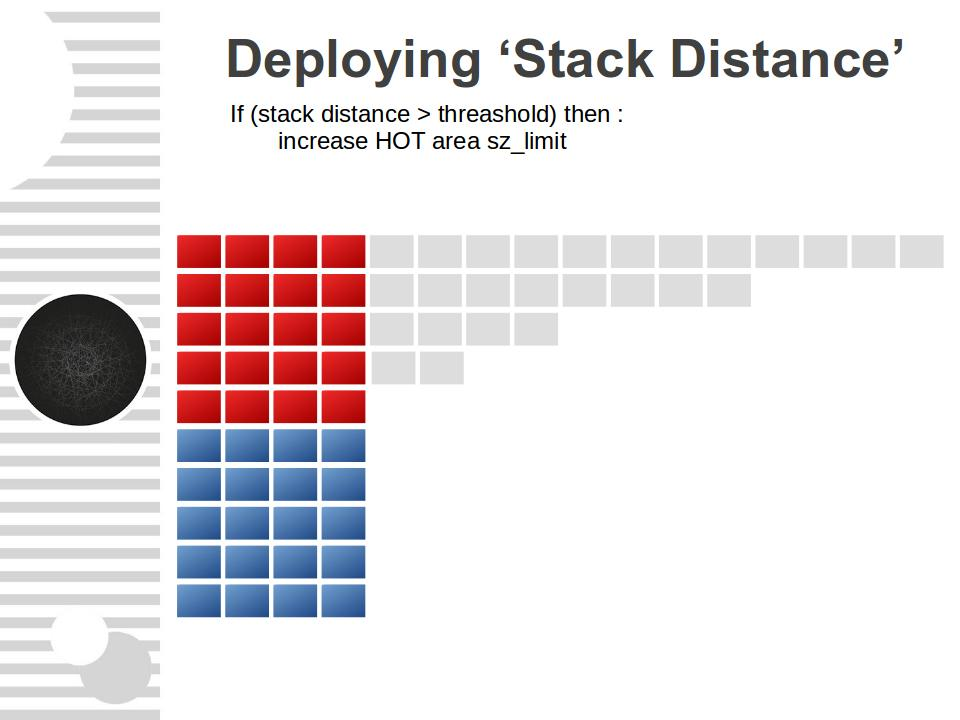 Deploying ‘Stack Distance’
If (stack distance > threashold) then :
increase HOT area sz_limit